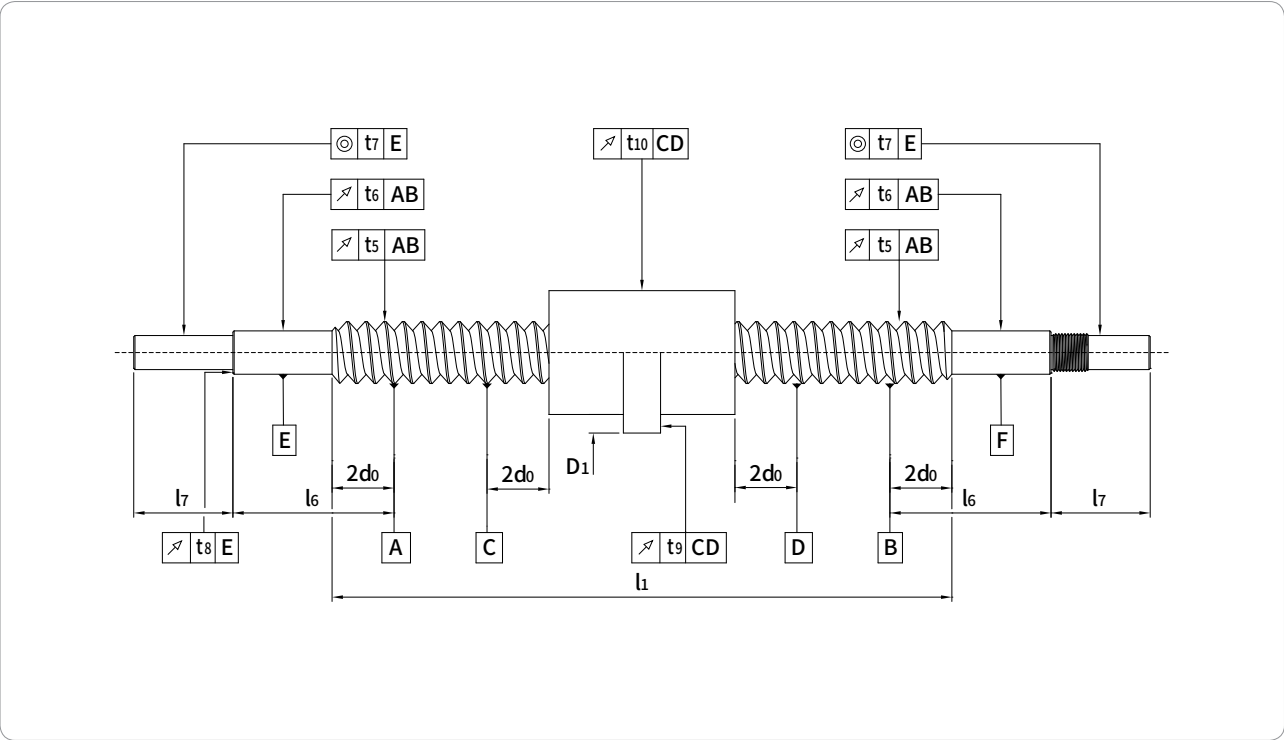 ◎ t7 E
t10 CD
◎ t7 E
t6 AB
t6 AB
t5 AB
t5 AB
E
F
D1
2d0
2d0
2d0
2d0
l7
l6
l6
l7
t8 E
A
C
t9 CD
D
B
l1